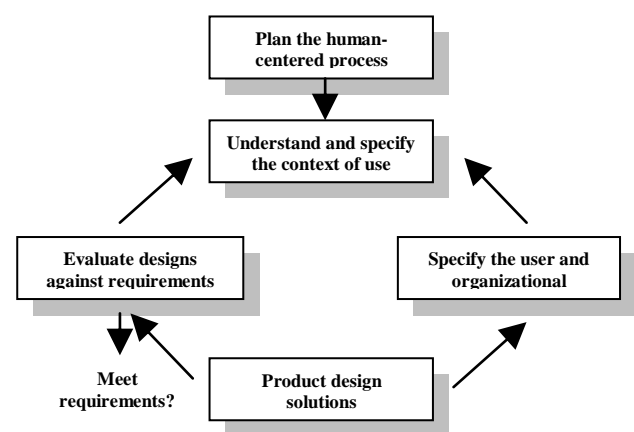 Plan the human-
centered process
Understand and specify
the context of use
Evaluate designs
against requirements
Specify the user and
organizational
Meet
requirements?
Product design
solutions